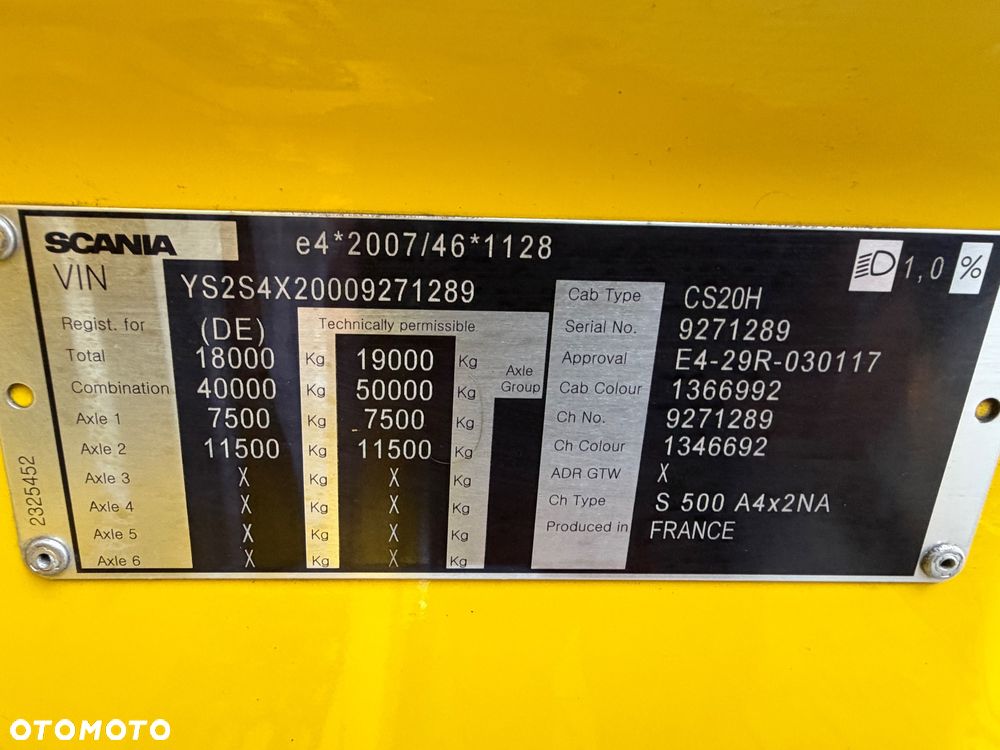 SCANIA e4*2007/46*1128 1,0 %
VIN YS2S4X20009271289
Regist. for (DE) Technically permissible
Total 18000 Kg 19000 Kg Axle Group
Combination 40000 Kg 50000 Kg
Axle 1 7500 Kg 7500 Kg
Axle 2 11500 Kg 11500 Kg
Axle 3 X Kg X Kg
Axle 4 X Kg X Kg
Axle 5 X Kg X Kg
Axle 6 X Kg X Kg
Cab Type CS20H
Serial No. 9271289
Approval E4-29R-030117
Cab Colour 1366992
Ch No. 9271289
Ch Colour 1346692
ADR GTW X
Ch Type S 500 A4x2NA
Produced in FRANCE
2325452
OTOMOTO